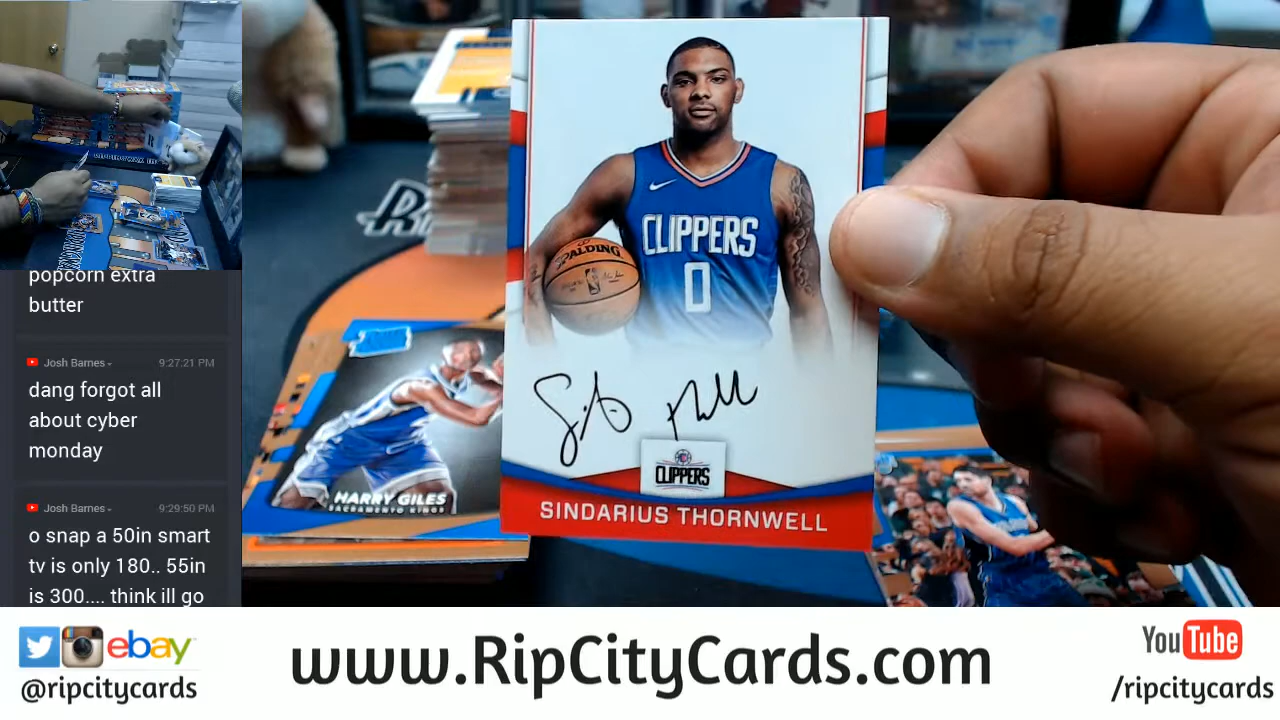 popcorn extra
butter
Josh Barnes
9:27:21 PM
dang forgot all
about cyber
monday
Josh Barnes
9:29:50 PM
o snap a 50in smart
tv is only 180.. 55in
is 300.... think ill go
SPALDING
CLIPPERS
0
CLIPPERS
SINDARIUS THORNWELL
HARRY GILES
SACRAMENTO KINGS
ebay
@ripcitycards
www.RipCityCards.com
YouTube
/ripcitycards